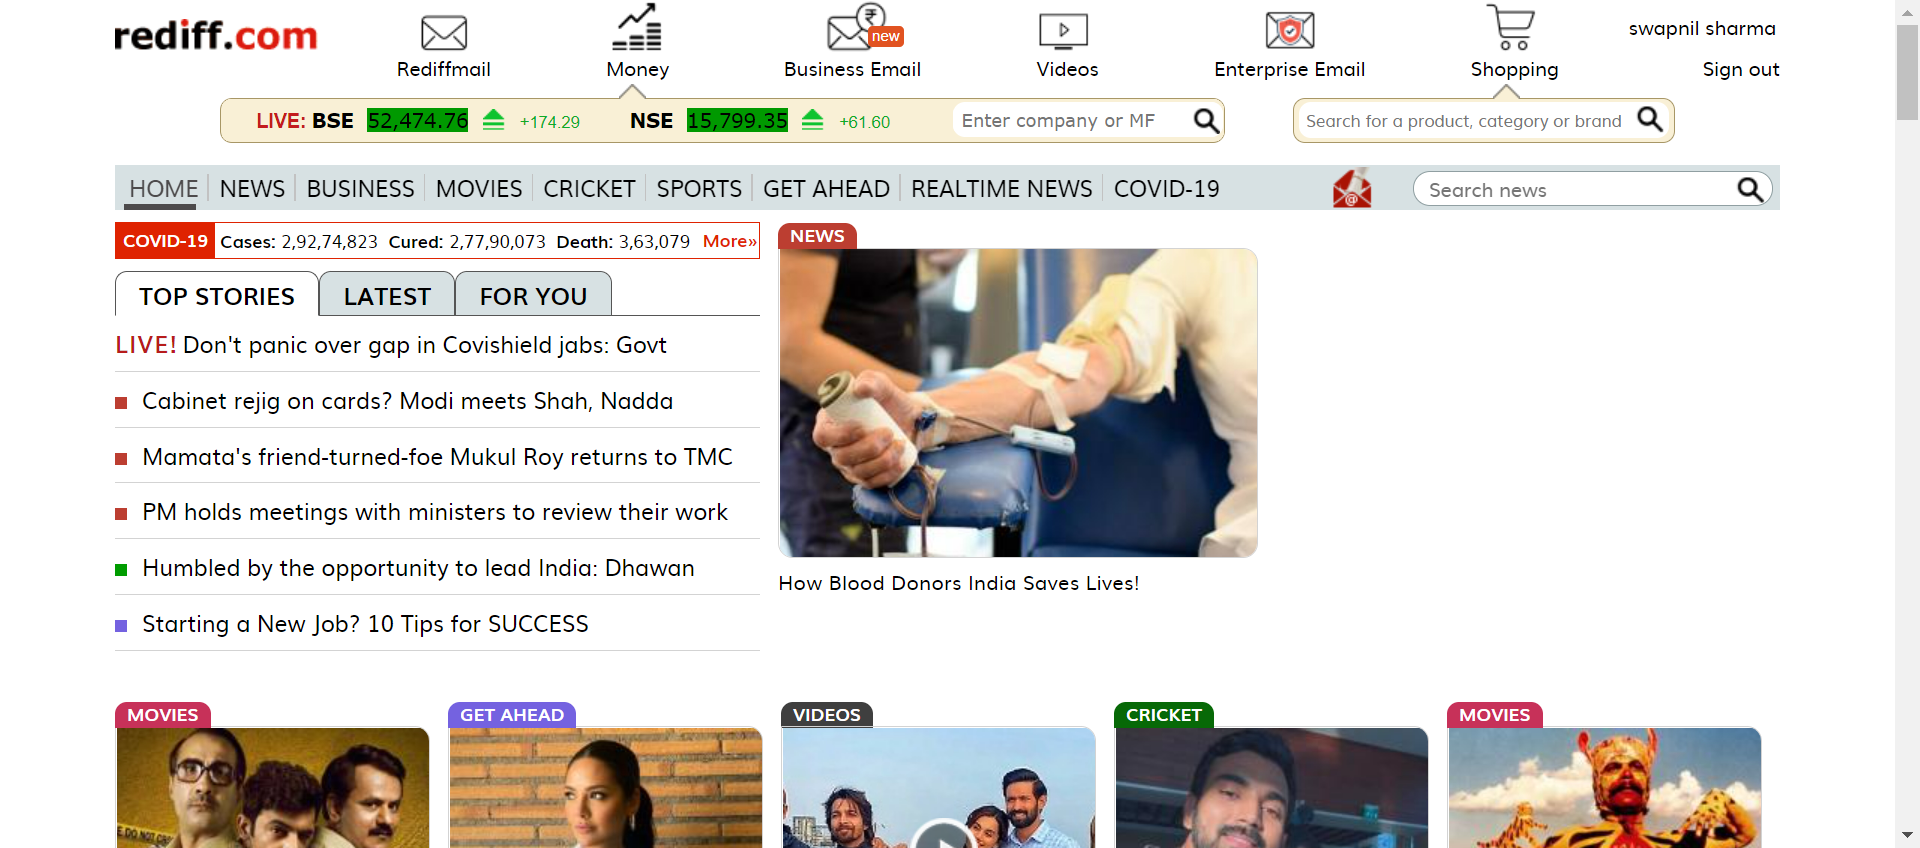 rediff.com
Rediffmail
Money
new
Business Email
Videos
Enterprise Email
Shopping
swapnil sharma
Sign out
LIVE: BSE 52,474.76 +174.29 NSE 15,799.35 +61.60
Enter company or MF
Search for a product, category or brand
HOME NEWS BUSINESS MOVIES CRICKET SPORTS GET AHEAD REALTIME NEWS COVID-19
Search news
COVID-19 Cases: 2,92,74,823 Cured: 2,77,90,073 Death: 3,63,079 More»
TOP STORIES LATEST FOR YOU
LIVE! Don't panic over gap in Covishield jabs: Govt
Cabinet rejig on cards? Modi meets Shah, Nadda
Mamata's friend-turned-foe Mukul Roy returns to TMC
PM holds meetings with ministers to review their work
Humbled by the opportunity to lead India: Dhawan
Starting a New Job? 10 Tips for SUCCESS
NEWS
How Blood Donors India Saves Lives!
MOVIES
GET AHEAD
VIDEOS
CRICKET
MOVIES